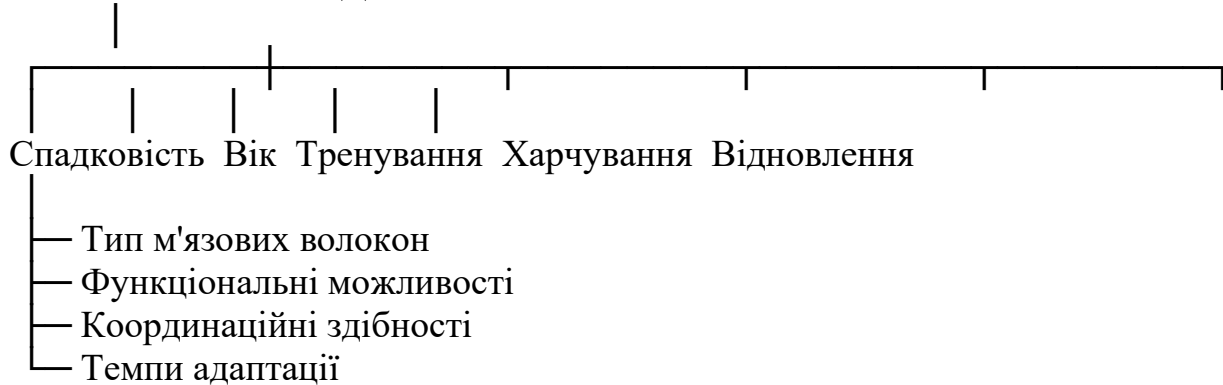 Спадковість Вік Тренування Харчування Відновлення
Тип м'язових волокон
Функціональні можливості
Координаційні здібності
Темпи адаптації